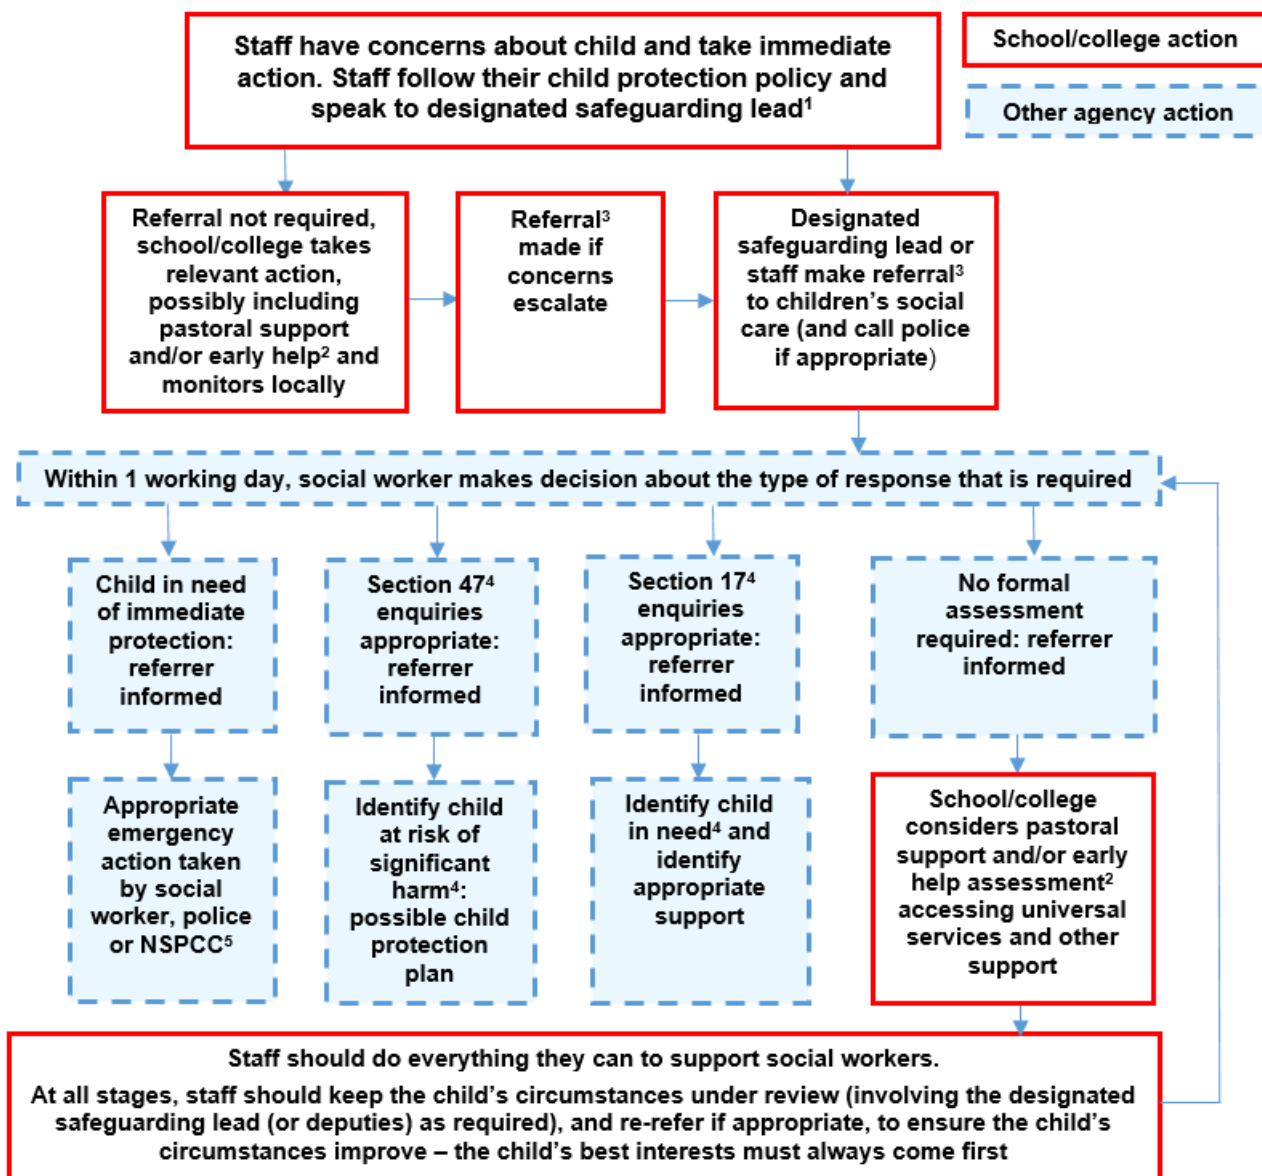 Staff have concerns about child and take immediate
action. Staff follow their child protection policy and
speak to designated safeguarding lead¹
School/college action
Other agency action
Referral not required,
school/college takes
relevant action,
possibly including
pastoral support
and/or early help² and
monitors locally
Referral³
made if
concerns
escalate
Designated
safeguarding lead or
staff make referral³
to children’s social
care (and call police
if appropriate)
Within 1 working day, social worker makes decision about the type of response that is required
Child in need
of immediate
protection:
referrer
informed
Section 47⁴
enquiries
appropriate:
referrer
informed
Section 17⁴
enquiries
appropriate:
referrer
informed
No formal
assessment
required: referrer
informed
Appropriate
emergency
action taken
by social
worker, police
or NSPCC⁵
Identify child
at risk of
significant
harm⁴:
possible child
protection
plan
Identify child
in need⁴ and
identify
appropriate
support
School/college
considers pastoral
support and/or early
help assessment²
accessing universal
services and other
support
Staff should do everything they can to support social workers.
At all stages, staff should keep the child’s circumstances under review (involving the designated
safeguarding lead (or deputies) as required), and re-refer if appropriate, to ensure the child’s
circumstances improve – the child’s best interests must always come first